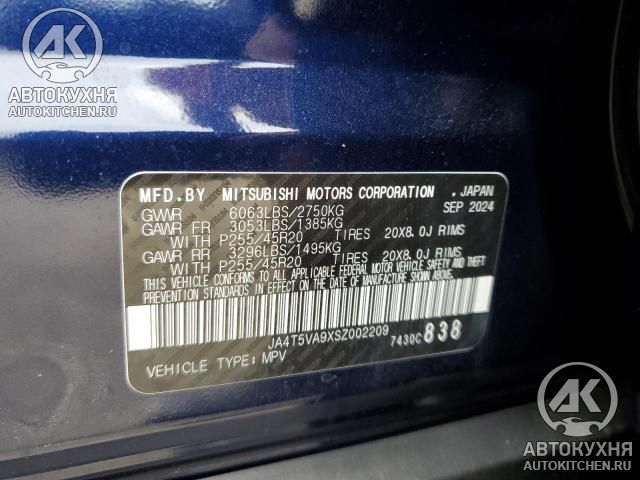 AK
АВТОКУХНЯ
AUTOKITCHEN.RU
MFD.BY MITSUBISHI MOTORS CORPORATION .JAPAN
GVWR 6063LBS/2750KG SEP 2024
GAWR FR 3053LBS/1385KG
WITH P255/45R20 TIRES 20X8.0J RIMS
GAWR RR 3296LBS/1495KG
WITH P255/45R20 TIRES 20X8.0J RIMS
THIS VEHICLE CONFORMS TO ALL APPLICABLE FEDERAL MOTOR VEHICLE SAFETY AND THEFT
PREVENTION STANDARDS IN EFFECT ON THE DATE OF MANUFACTURE SHOWN ABOVE.
JA4T5VA9XSZ002209
7430C 838
VEHICLE TYPE: MPV
AK
АВТОКУХНЯ
AUTOKITCHEN.RU